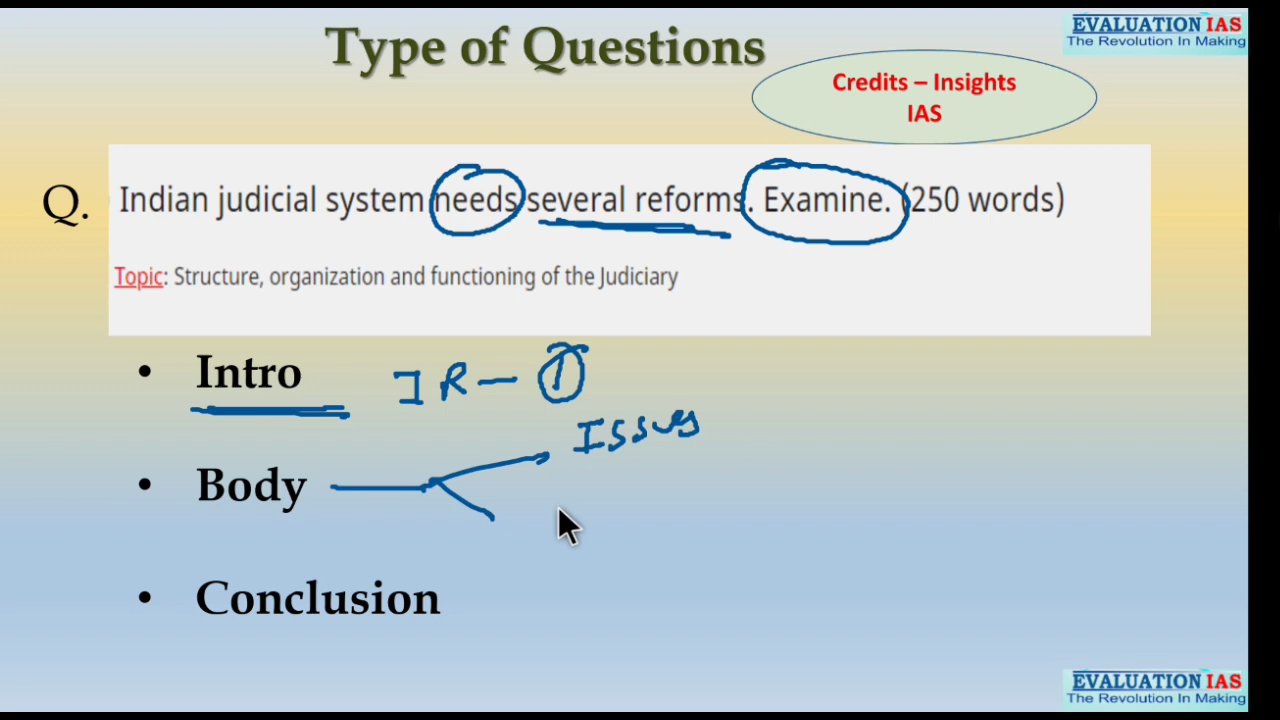 Type of Questions
EVALUATION IAS
The Revolution In Making
Credits – Insights
IAS
Q. Indian judicial system needs several reforms. Examine. (250 words)
Topic: Structure, organization and functioning of the Judiciary
• Intro IR – ①
Issues
• Body
• Conclusion
EVALUATION IAS
The Revolution In Making